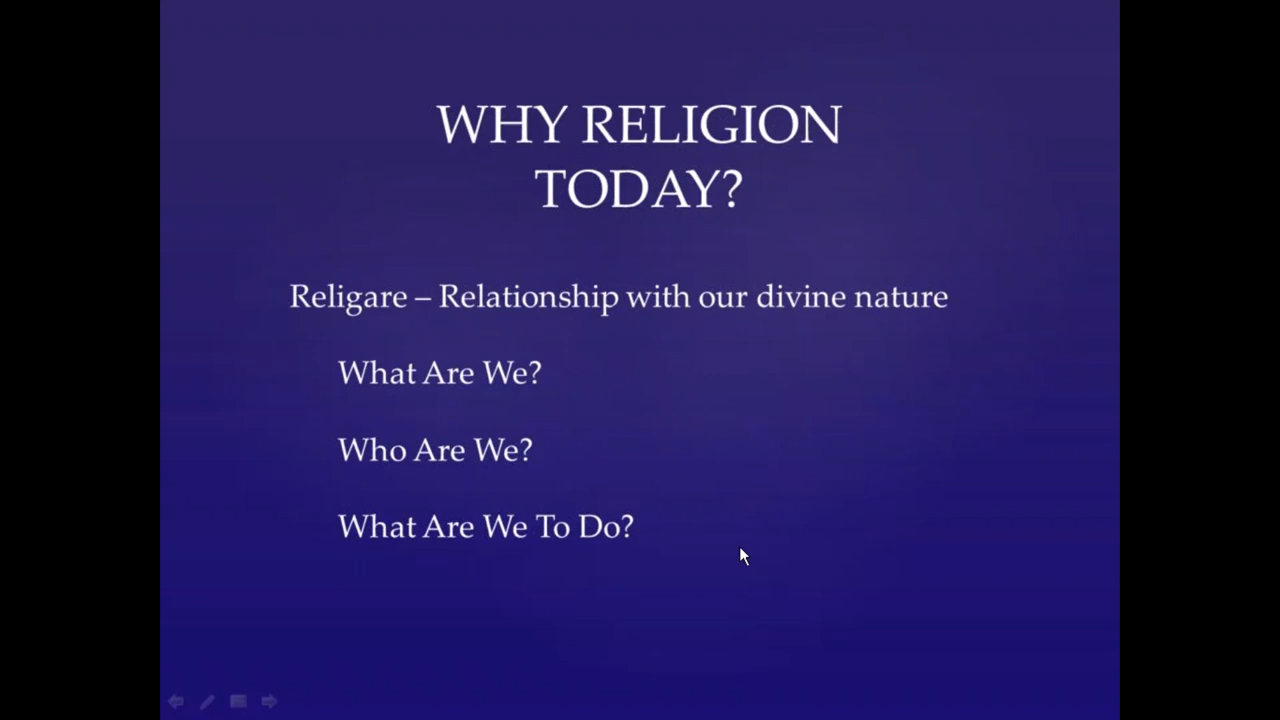 WHY RELIGION
TODAY?
Religare – Relationship with our divine nature
What Are We?
Who Are We?
What Are We To Do?